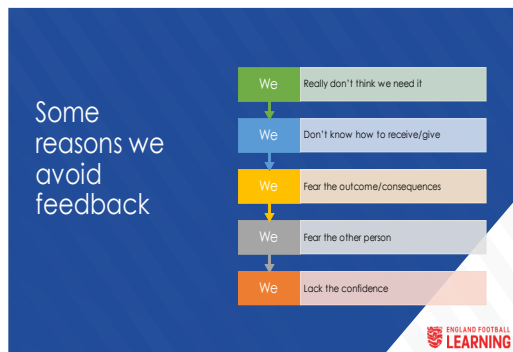 Some
reasons we
avoid
feedback
We Really don't think we need it
We Don't know how to receive/give
We Fear the outcome/consequences
We Fear the other person
We Lack the confidence
ENGLAND FOOTBALL
LEARNING